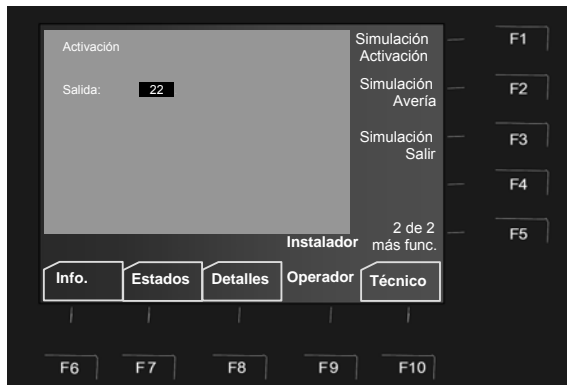 Activación
Simulación
Activación
F1
Salida: 22
Simulación
Avería
F2
Simulación
Salir
F3
F4
2 de 2
más func.
F5
Instalador
Info.
Estados
Detalles
Operador
Técnico
F6
F7
F8
F9
F10